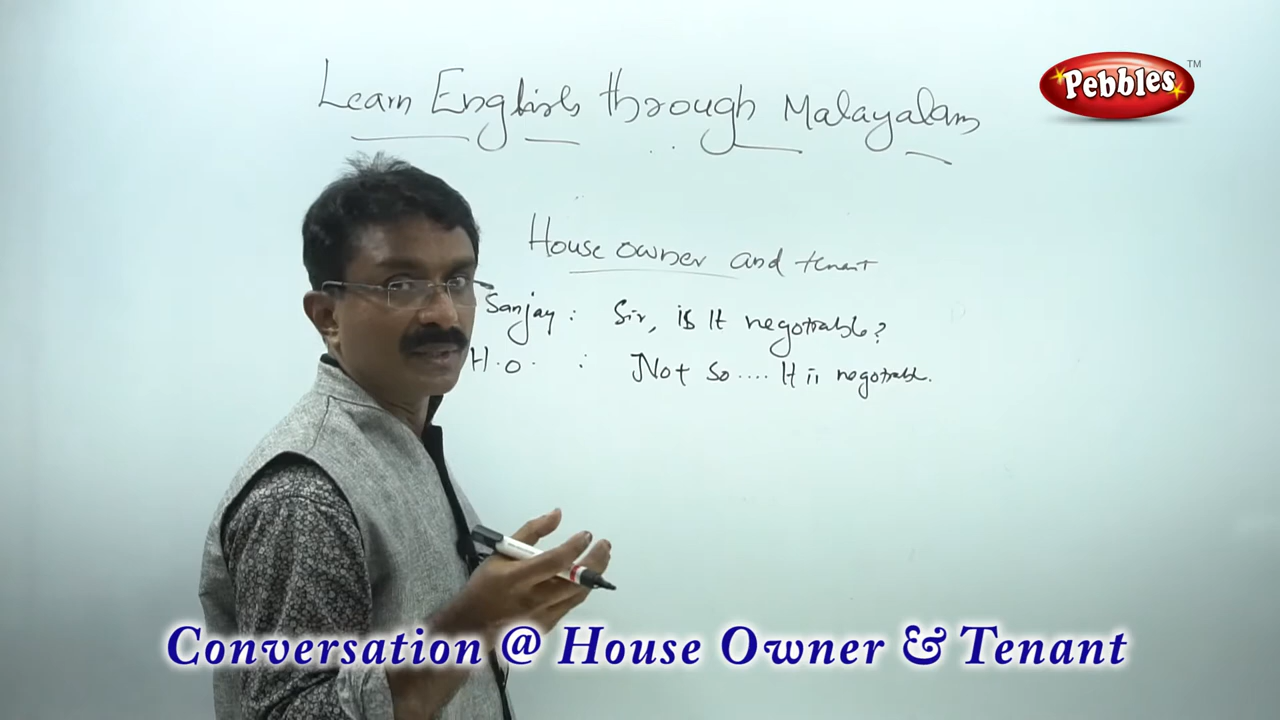 Learn English through Malayalam
Pebbles TM
House owner and tenant
Sanjay : Sir, is It negotiable?
H.O. : Not so .... It is negotiable.
Conversation @ House Owner & Tenant